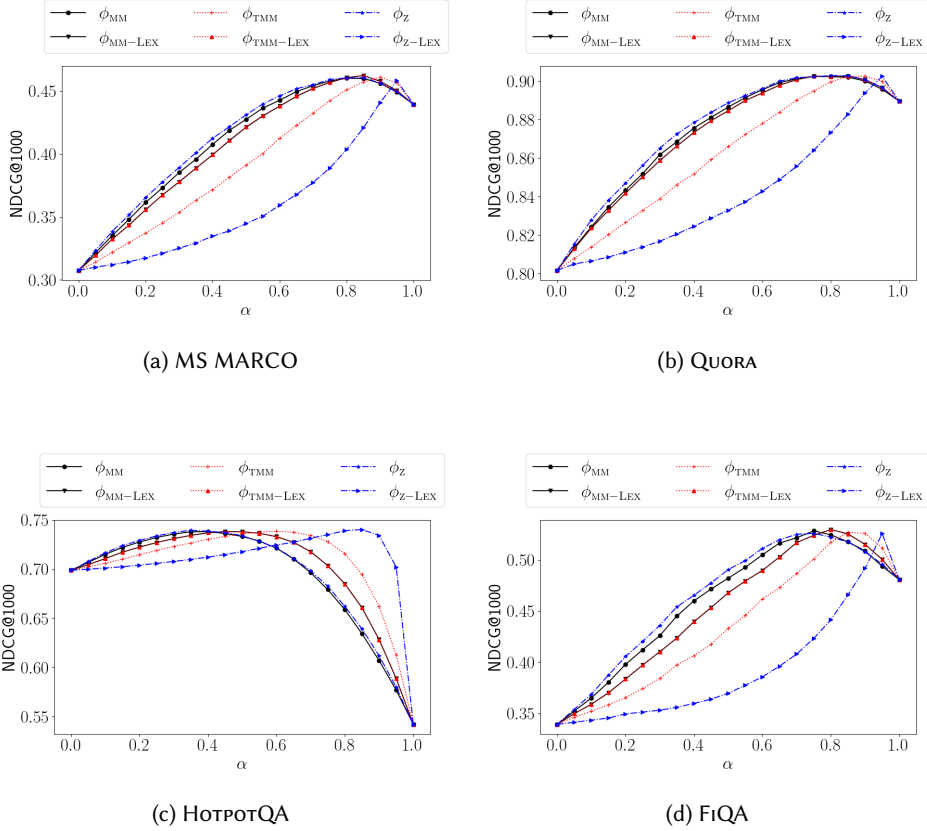 ϕMM ϕTMM ϕZ ϕMM ϕTMM ϕZ
ϕMM−LEX ϕTMM−LEX ϕZ−LEX ϕMM−LEX ϕTMM−LEX ϕZ−LEX
NDCG@1000
0.45
0.40
0.35
0.30
0.0 0.2 0.4 0.6 0.8 1.0
α
(a) MS MARCO
NDCG@1000
0.90
0.88
0.86
0.84
0.82
0.80
0.0 0.2 0.4 0.6 0.8 1.0
α
(b) QUORA
ϕMM ϕTMM ϕZ ϕMM ϕTMM ϕZ
ϕMM−LEX ϕTMM−LEX ϕZ−LEX ϕMM−LEX ϕTMM−LEX ϕZ−LEX
NDCG@1000
0.75
0.70
0.65
0.60
0.55
0.0 0.2 0.4 0.6 0.8 1.0
α
(c) HOTPOTQA
NDCG@1000
0.50
0.45
0.40
0.35
0.0 0.2 0.4 0.6 0.8 1.0
α
(d) FIQA